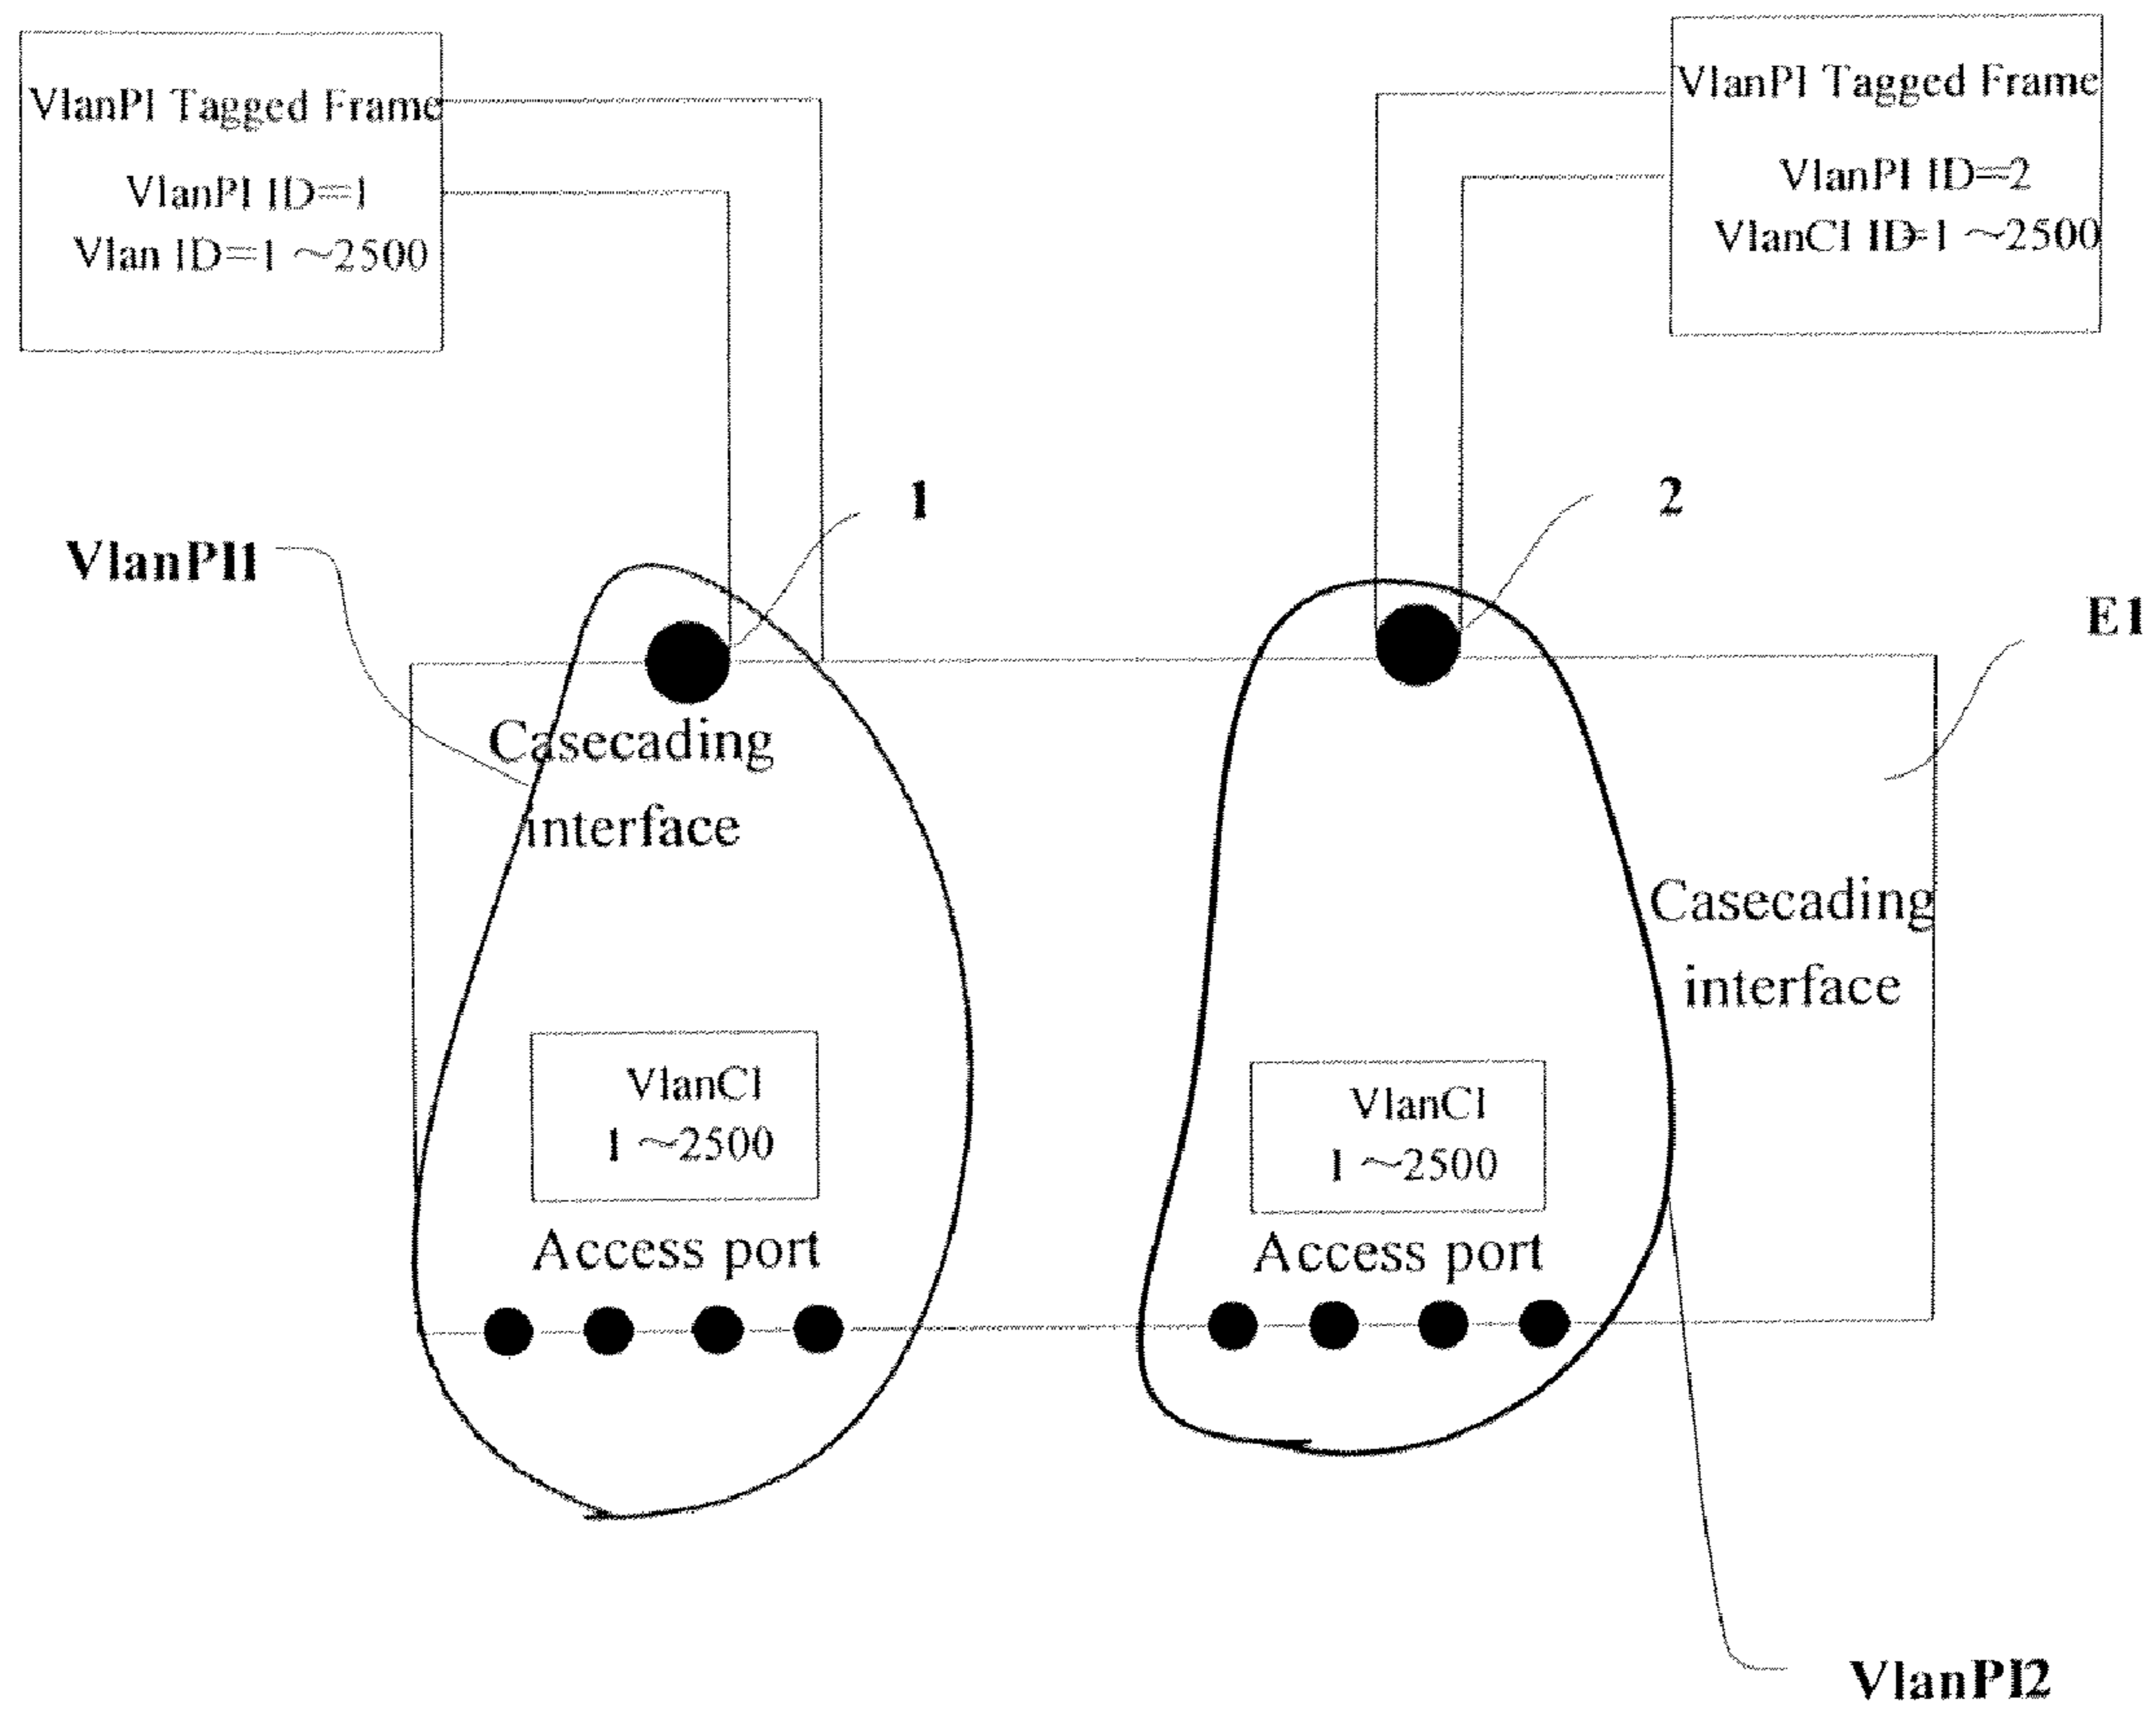 VlanPI Tagged Frame
VlanPI ID=1
Vlan ID=1 ~2500
VlanPI Tagged Frame
VlanPI ID=2
VlanCI ID=1 ~2500
1
2
VlanPI1
E1
Casecading
interface
Casecading
interface
VlanCI
1 ~2500
VlanCI
1 ~2500
Access port
Access port
VlanPI2